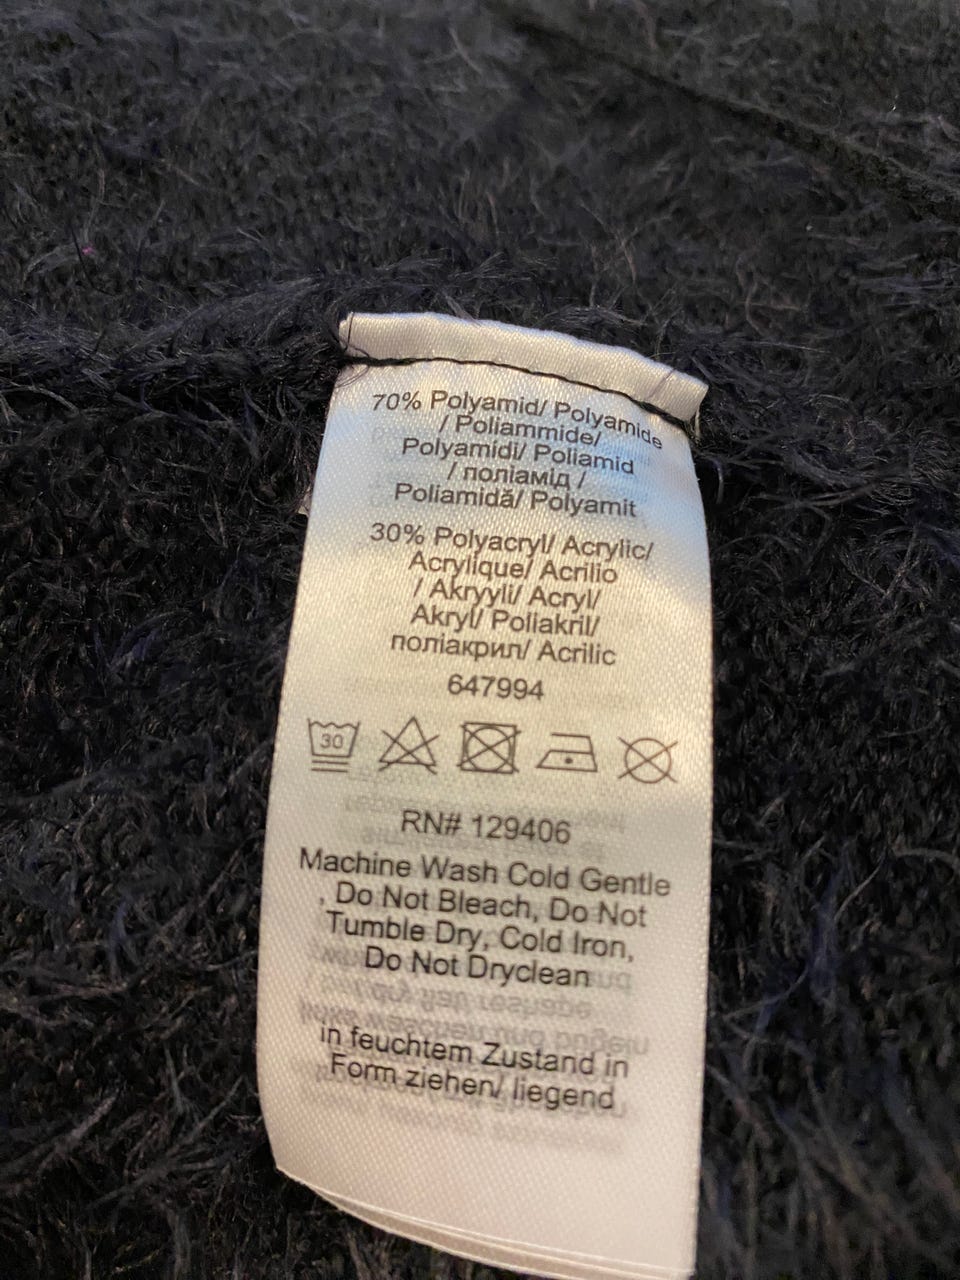 70% Polyamid/ Polyamide
/ Poliammide/
Polyamidi/ Poliamid
/ поліамід /
Poliamidă/ Polyamit
30% Polyacryl/ Acrylic/
Acrylique/ Acrilio
/ Akryyli/ Acryl/
Akryl/ Poliakril/
поліакрил/ Acrilic
647994
30
RN# 129406
Machine Wash Cold Gentle
, Do Not Bleach, Do Not
Tumble Dry, Cold Iron,
Do Not Dryclean
in feuchtem Zustand in
Form ziehen/ liegend